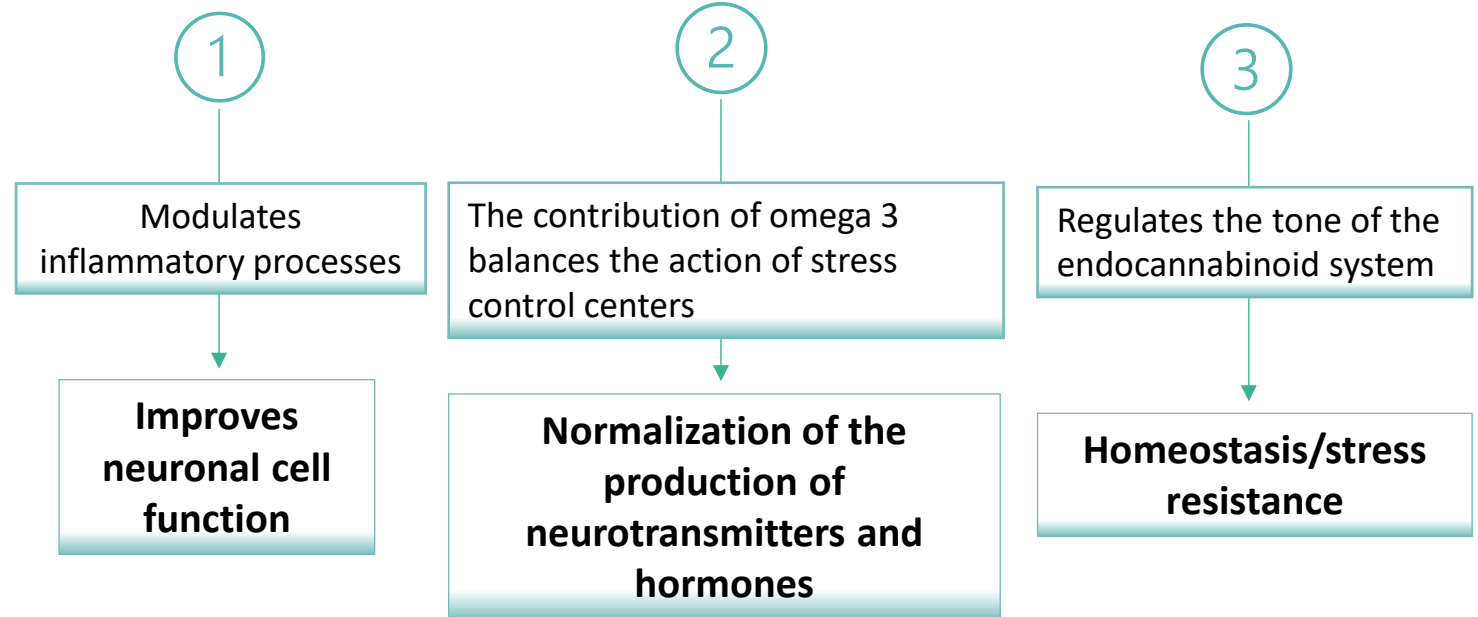 1
Modulates
inflammatory processes
Improves
neuronal cell
function
2
The contribution of omega 3
balances the action of stress
control centers
Normalization of the
production of
neurotransmitters and
hormones
3
Regulates the tone of the
endocannabinoid system
Homeostasis/stress
resistance